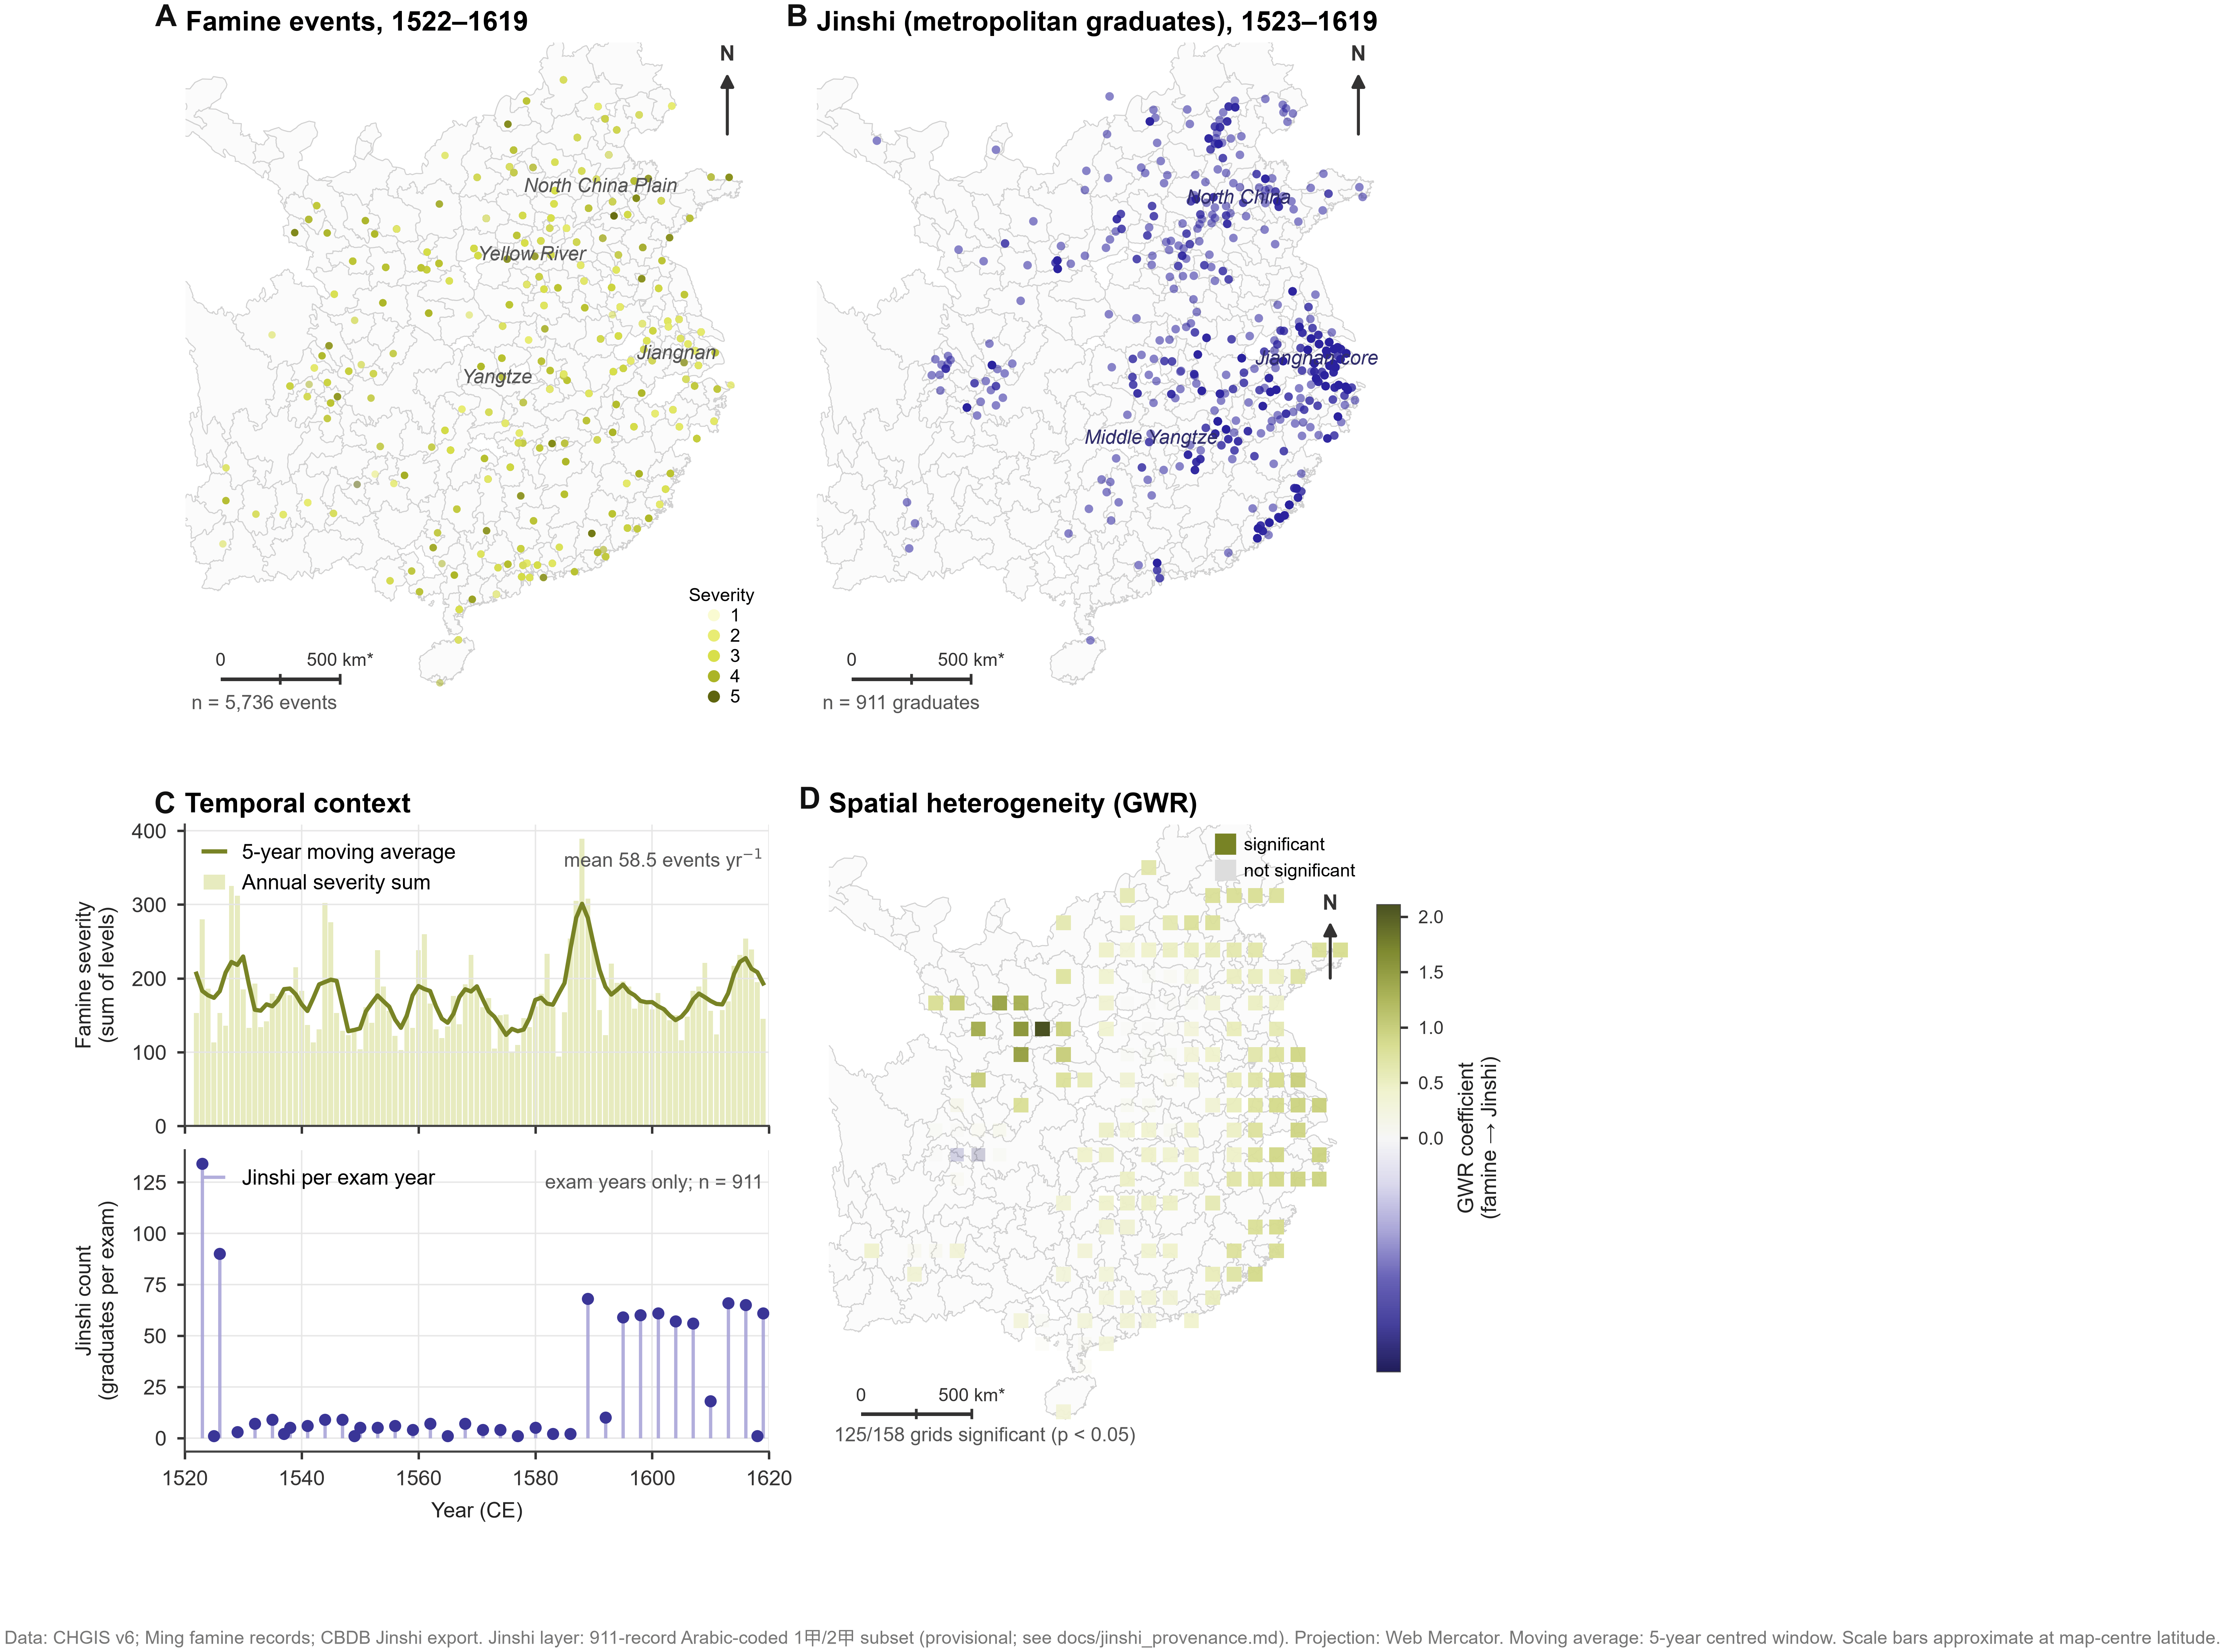 A Famine events, 1522–1619
N
North China Plain
Yellow River
Jiangnan
Yangtze
Severity
1
2
3
4
5
0 500 km*
n = 5,736 events
B Jinshi (metropolitan graduates), 1523–1619
N
North China
Jiangnan core
Middle Yangtze
0 500 km*
n = 911 graduates
C Temporal context
400
300
200
100
0
Famine severity
(sum of levels)
5-year moving average
Annual severity sum
mean 58.5 events yr⁻¹
125
100
75
50
25
0
Jinshi count
(graduates per exam)
Jinshi per exam year
exam years only; n = 911
1520 1540 1560 1580 1600 1620
Year (CE)
D Spatial heterogeneity (GWR)
significant
not significant
N
2.0
1.5
1.0
0.5
0.0
GWR coefficient
(famine → Jinshi)
0 500 km*
125/158 grids significant (p < 0.05)
Data: CHGIS v6; Ming famine records; CBDB Jinshi export. Jinshi layer: 911-record Arabic-coded 1甲/2甲 subset (provisional; see docs/jinshi_provenance.md). Projection: Web Mercator. Moving average: 5-year centred window. Scale bars approximate at map-centre latitude.